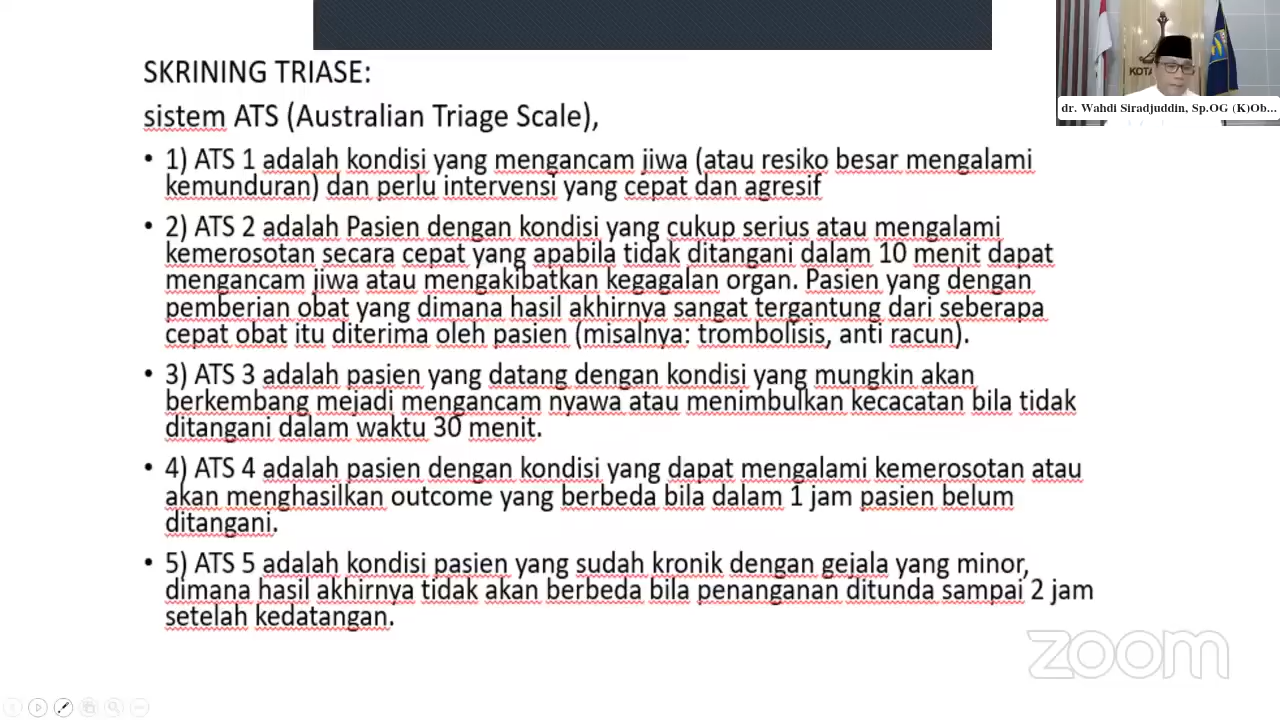 SKRINING TRIASE:
sistem ATS (Australian Triage Scale),
• 1) ATS 1 adalah kondisi yang mengancam jiwa (atau resiko besar mengalami
kemunduran) dan perlu intervensi yang cepat dan agresif
• 2) ATS 2 adalah Pasien dengan kondisi yang cukup serius atau mengalami
kemerosotan secara cepat yang apabila tidak ditangani dalam 10 menit dapat
mengancam jiwa atau mengakibatkan kegagalan organ. Pasien yang dengan
pemberian obat yang dimana hasil akhirnya sangat tergantung dari seberapa
cepat obat itu diterima oleh pasien (misalnya: trombolisis, anti racun).
• 3) ATS 3 adalah pasien yang datang dengan kondisi yang mungkin akan
berkembang mejadi mengancam nyawa atau menimbulkan kecacatan bila tidak
ditangani dalam waktu 30 menit.
• 4) ATS 4 adalah pasien dengan kondisi yang dapat mengalami kemerosotan atau
akan menghasilkan outcome yang berbeda bila dalam 1 jam pasien belum
ditangani.
• 5) ATS 5 adalah kondisi pasien yang sudah kronik dengan gejala yang minor,
dimana hasil akhirnya tidak akan berbeda bila penanganan ditunda sampai 2 jam
setelah kedatangan.
KOTA
dr. Wahdi Siradjuddin, Sp.OG (K)Ob...
zoom